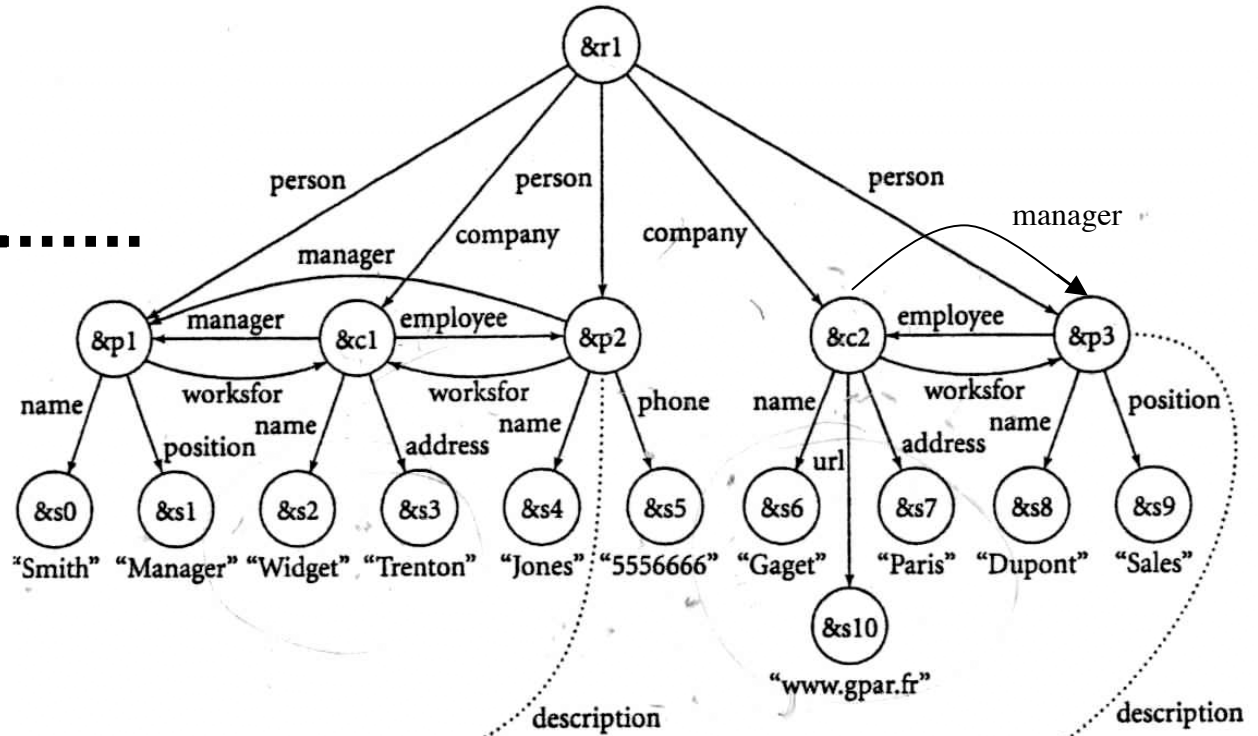 &r1
person
person
person
company
company
manager
manager
&p1
manager
&c1
employee
&p2
&c2
employee
&p3
worksfor
worksfor
worksfor
name
position
name
address
name
phone
name
url
address
name
position
&s0
&s1
&s2
&s3
&s4
&s5
&s6
&s7
&s8
&s9
“Smith”
“Manager”
“Widget”
“Trenton”
“Jones”
“5556666”
“Gaget”
“Paris”
“Dupont”
“Sales”
&s10
“www.gpar.fr”
description
description